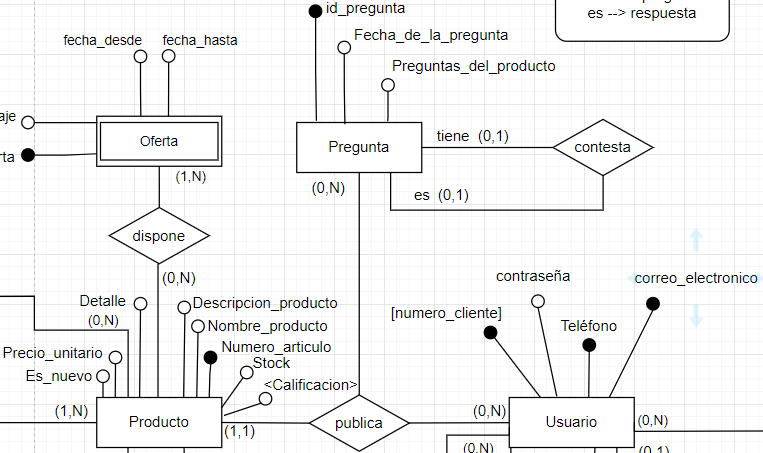 id_pregunta
es --> respuesta
fecha_desde
fecha_hasta
Fecha_de_la_pregunta
Preguntas_del_producto
Oferta
Pregunta
tiene (0,1)
contesta
(1,N)
(0,N)
es (0,1)
dispone
(0,N)
contraseña
correo_electronico
Detalle
(0,N)
Descripcion_producto
[numero_cliente]
Nombre_producto
Teléfono
Precio_unitario
Numero_articulo
Es_nuevo
Stock
<Calificacion>
(1,N)
Producto
(1,1)
publica
(0,N)
Usuario
(0,N)
(0,N)
(0,1)